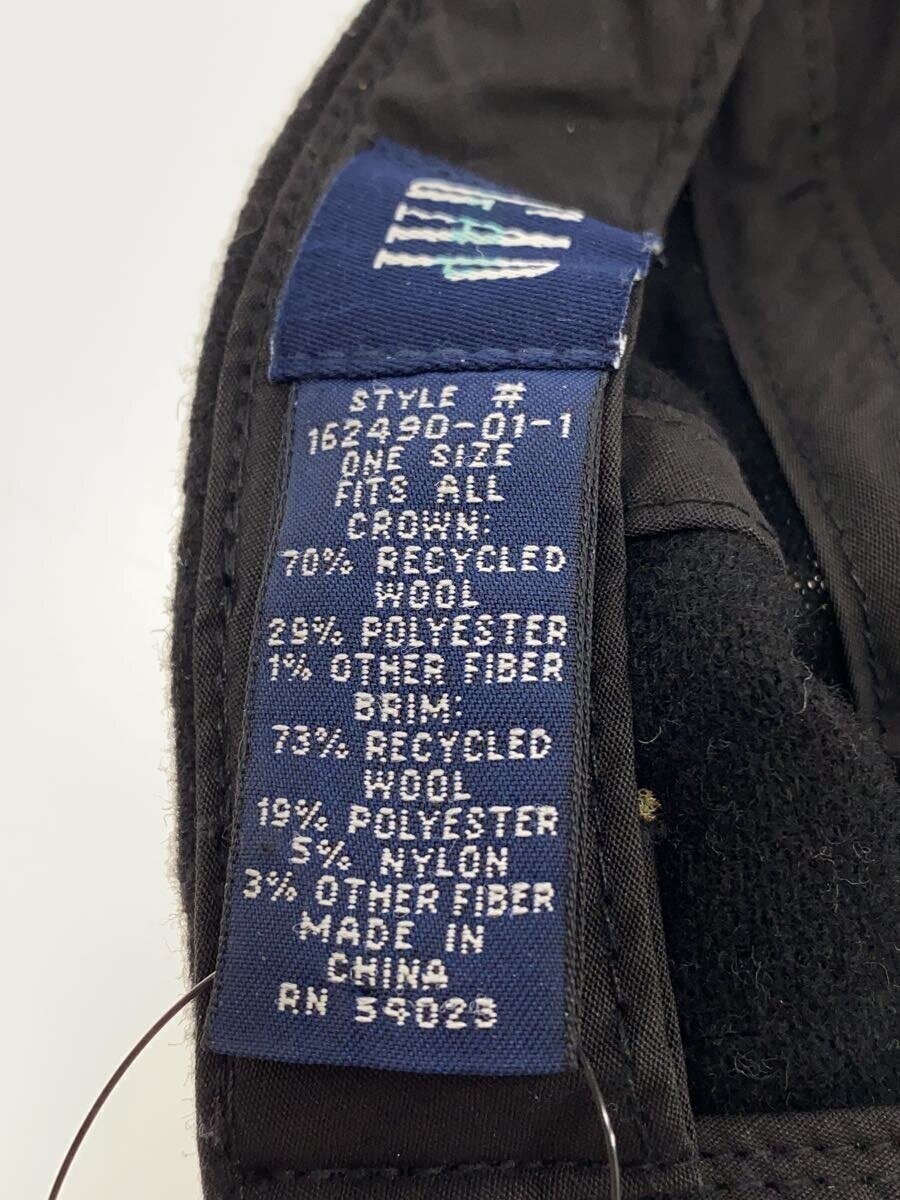 STYLE #
162490-01-1
ONE SIZE
FITS ALL
CROWN:
70% RECYCLED
WOOL
29% POLYESTER
1% OTHER FIBER
BRIM:
73% RECYCLED
WOOL
19% POLYESTER
5% NYLON
3% OTHER FIBER
MADE IN
CHINA
RN 54023